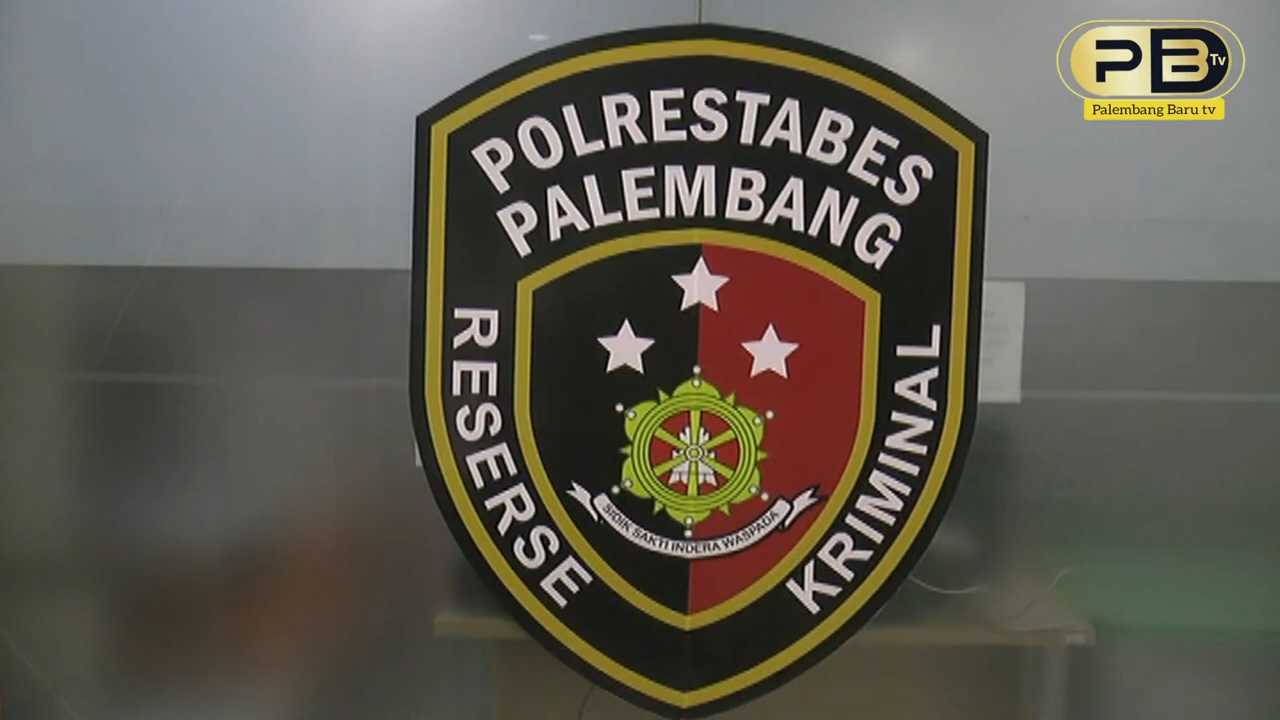 POLRESTABES
PALEMBANG
RESERSE
KRIMINAL
SIDIK SAKTI INDERA WASPADA
PB Tv
Palembang Baru tv